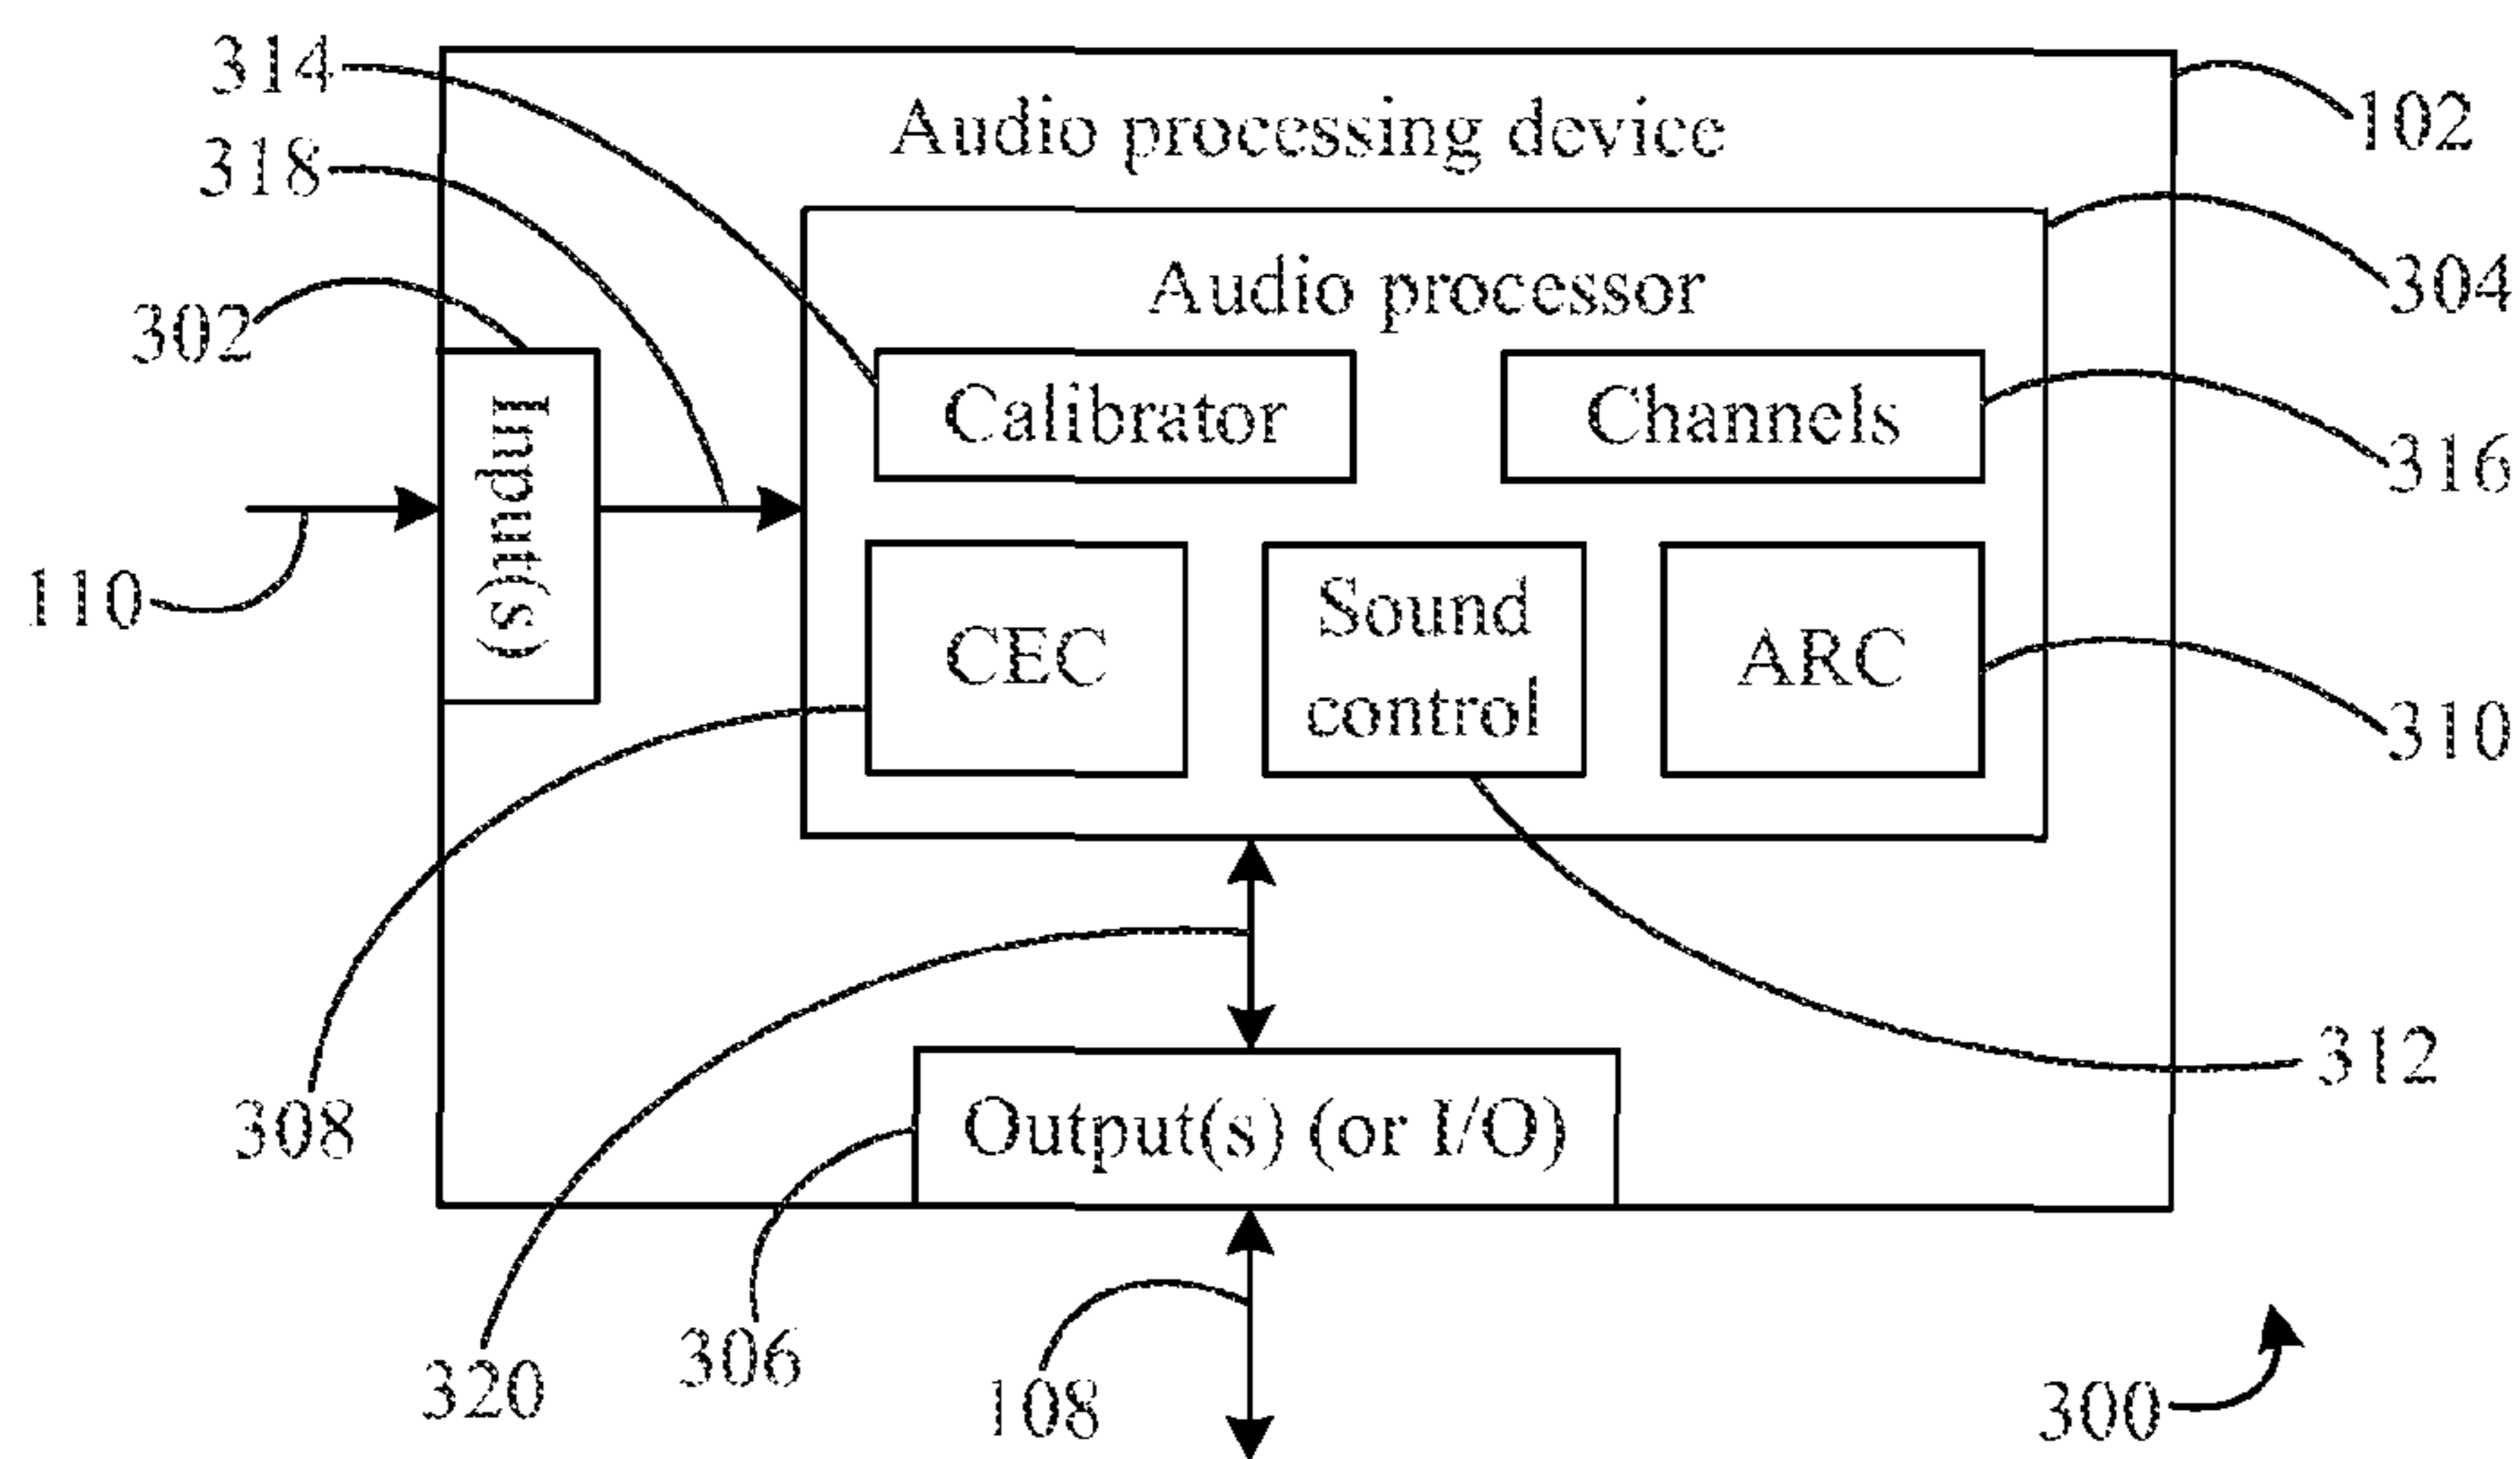 314
Audio processing device
102
318
Audio processor
304
302
Calibrator
Channels
316
Input(s)
110
CEC
Sound
control
ARC
310
312
308
Output(s) (or I/O)
320
306
108
300